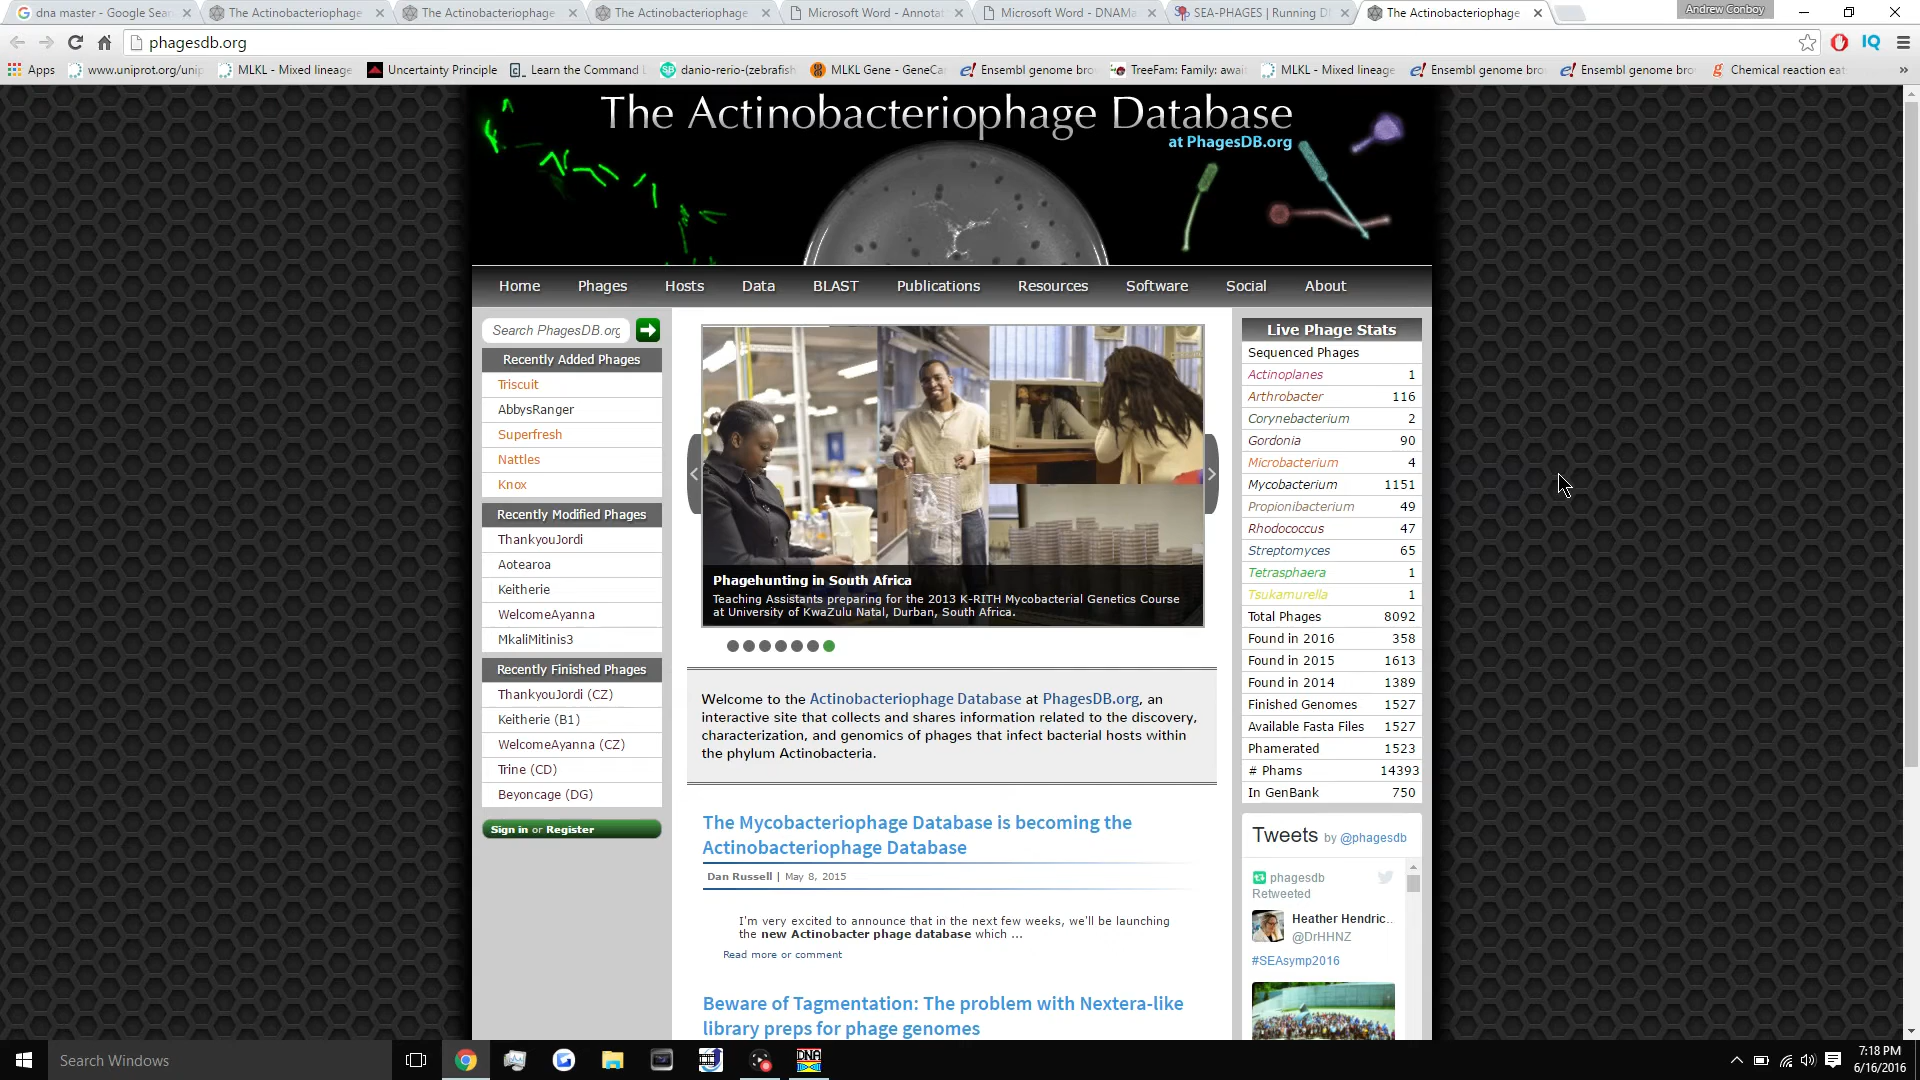 dna master - Google Sear
The Actinobacteriophage
The Actinobacteriophage
The Actinobacteriophage
Microsoft Word - Annotat
Microsoft Word - DNAMa
SEA-PHAGES | Running D
The Actinobacteriophage
Andrew Conboy
phagesdb.org
IQ
Apps
www.uniprot.org/unip
MLKL - Mixed lineage
Uncertainty Principle
Learn the Command L
danio-rerio-(zebrafish
MLKL Gene - GeneCar
Ensembl genome brow
TreeFam: Family: awai
MLKL - Mixed lineage
Ensembl genome brow
Ensembl genome brow
Chemical reaction eat
The Actinobacteriophage Database
at PhagesDB.org
Home Phages Hosts Data BLAST Publications Resources Software Social About
Search PhagesDB.org
Recently Added Phages
Triscuit
AbbysRanger
Superfresh
Nattles
Knox
Recently Modified Phages
ThankyouJordi
Aotearoa
Keitherie
WelcomeAyanna
MkaliMitinis3
Recently Finished Phages
ThankyouJordi (CZ)
Keitherie (B1)
WelcomeAyanna (CZ)
Trine (CD)
Beyoncage (DG)
Sign in or Register
Phagehunting in South Africa
Teaching Assistants preparing for the 2013 K-RITH Mycobacterial Genetics Course
at University of KwaZulu Natal, Durban, South Africa.
Welcome to the Actinobacteriophage Database at PhagesDB.org, an
interactive site that collects and shares information related to the discovery,
characterization, and genomics of phages that infect bacterial hosts within
the phylum Actinobacteria.
The Mycobacteriophage Database is becoming the
Actinobacteriophage Database
Dan Russell | May 8, 2015
I'm very excited to announce that in the next few weeks, we'll be launching
the new Actinobacter phage database which ...
Read more or comment
Beware of Tagmentation: The problem with Nextera-like
library preps for phage genomes
Live Phage Stats
Sequenced Phages
Actinoplanes 1
Arthrobacter 116
Corynebacterium 2
Gordonia 90
Microbacterium 4
Mycobacterium 1151
Propionibacterium 49
Rhodococcus 47
Streptomyces 65
Tetrasphaera 1
Tsukamurella 1
Total Phages 8092
Found in 2016 358
Found in 2015 1613
Found in 2014 1389
Finished Genomes 1527
Available Fasta Files 1527
Phamerated 1523
# Phams 14393
In GenBank 750
Tweets by @phagesdb
phagesdb
Retweeted
Heather Hendric..
@DrHHNZ
#SEAsymp2016
Search Windows
DNA
7:18 PM
6/16/2016